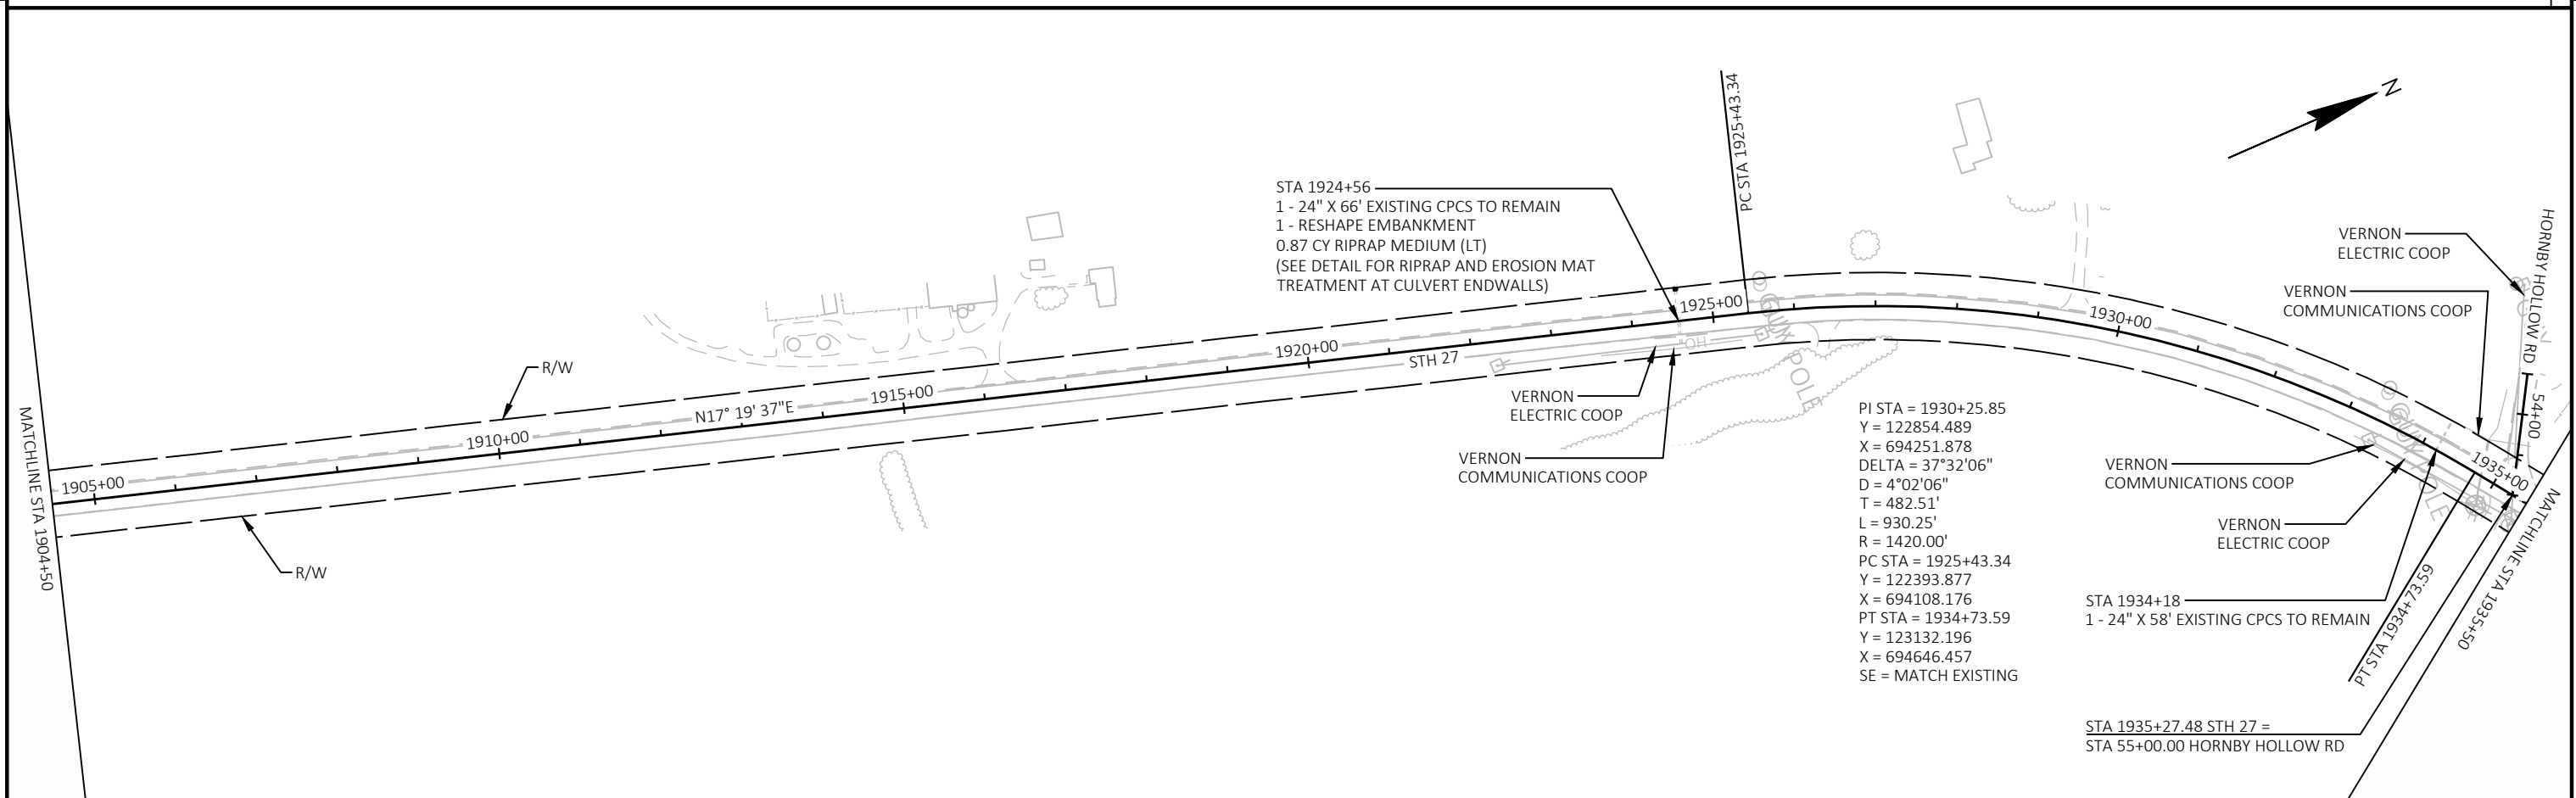 MATCHLINE STA 1904+50
1905+00
R/W
R/W
1910+00
N17° 19' 37"E
1915+00
1920+00
STH 27
STA 1924+56
1 - 24" X 66' EXISTING CPCS TO REMAIN
1 - RESHAPE EMBANKMENT
0.87 CY RIPRAP MEDIUM (LT)
(SEE DETAIL FOR RIPRAP AND EROSION MAT
TREATMENT AT CULVERT ENDWALLS)
VERNON
ELECTRIC COOP
VERNON
COMMUNICATIONS COOP
OH
1925+00
PC STA 1925+43.34
GUY POLE
1930+00
N
PI STA = 1930+25.85
Y = 122854.489
X = 694251.878
DELTA = 37°32'06"
D = 4°02'06"
T = 482.51'
L = 930.25'
R = 1420.00'
PC STA = 1925+43.34
Y = 122393.877
X = 694108.176
PT STA = 1934+73.59
Y = 123132.196
X = 694646.457
SE = MATCH EXISTING
VERNON
ELECTRIC COOP
VERNON
COMMUNICATIONS COOP
HORNBY HOLLOW RD
54+00
1935+00
GUY POLE
VERNON
COMMUNICATIONS COOP
VERNON
ELECTRIC COOP
STA 1934+18
1 - 24" X 58' EXISTING CPCS TO REMAIN
PT STA 1934+73.59
MATCHLINE STA 1935+50
STA 1935+27.48 STH 27 =
STA 55+00.00 HORNBY HOLLOW RD